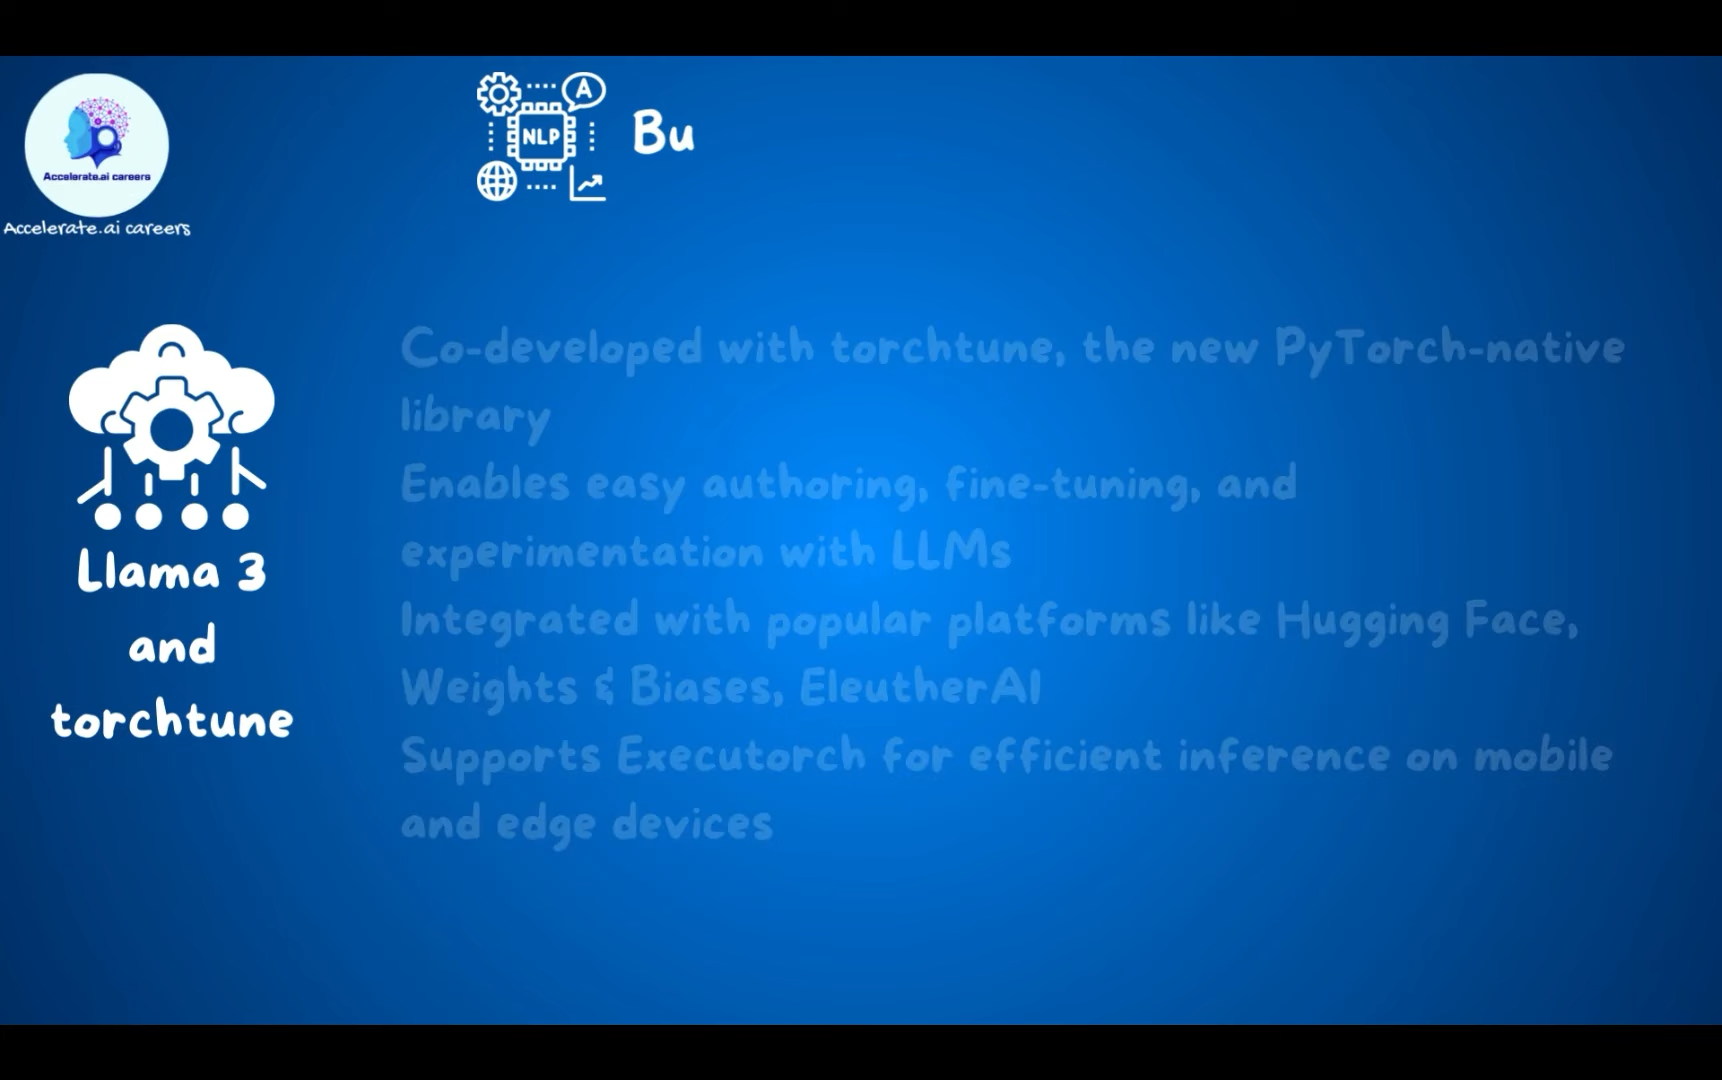 Accelerate.ai careers
Accelerate.ai careers
A
NLP
Bu
Llama 3
and
torchtune
Co-developed with torchtune, the new PyTorch-native
library
Enables easy authoring, fine-tuning, and
experimentation with LLMs
Integrated with popular platforms like Hugging Face,
Weights & Biases, EleutherAI
Supports Executorch for efficient inference on mobile
and edge devices